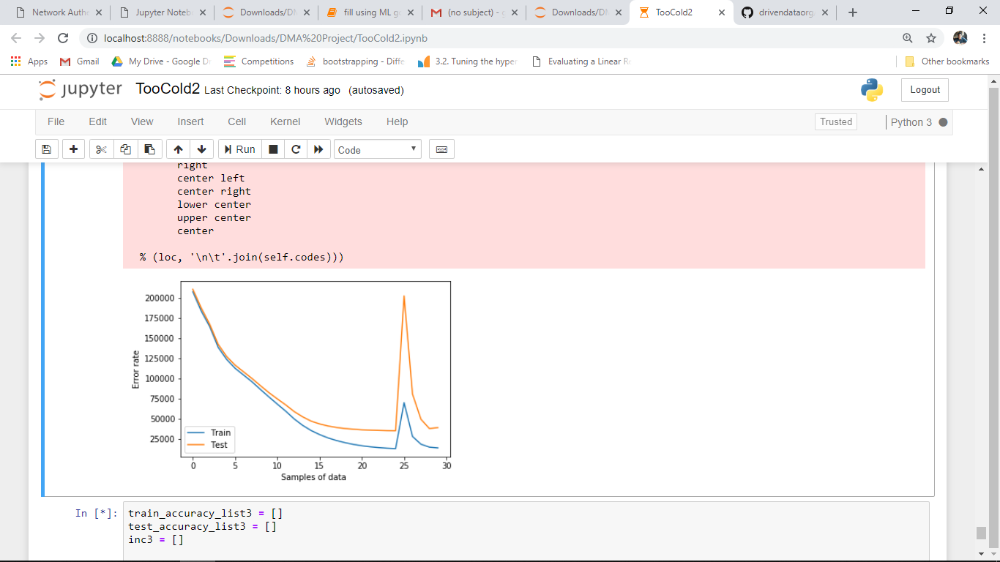 Network Authe
Jupyter Noteb
Downloads/DM
fill using ML g
(no subject) - g
Downloads/DM
TooCold2
drivendataorg
localhost:8888/notebooks/Downloads/DMA%20Project/TooCold2.ipynb
Apps
Gmail
My Drive - Google Dr
Competitions
bootstrapping - Diffe
3.2. Tuning the hyper
Evaluating a Linear R
Other bookmarks
jupyter TooCold2 Last Checkpoint: 8 hours ago (autosaved)
Logout
File Edit View Insert Cell Kernel Widgets Help
Trusted
Python 3
Run
Code
right
center left
center right
lower center
upper center
center
% (loc, '\n\t'.join(self.codes)))
200000
175000
150000
125000
100000
75000
50000
25000
Error rate
Train
Test
0 5 10 15 20 25 30
Samples of data
In [*]: train_accuracy_list3 = []
test_accuracy_list3 = []
inc3 = []